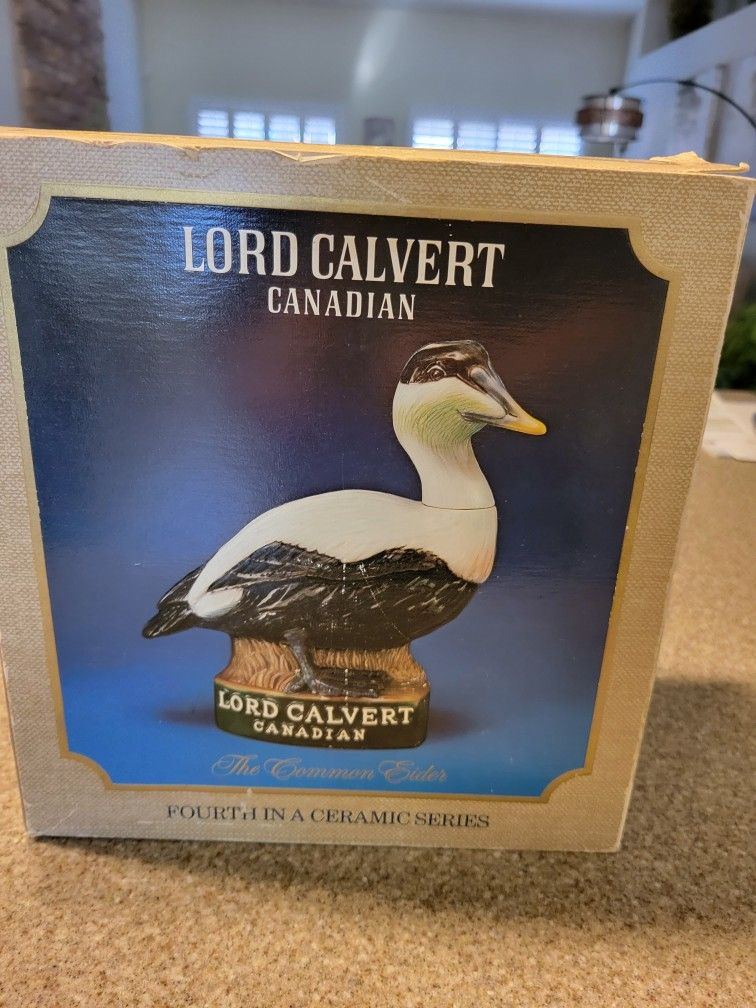 LORD CALVERT
CANADIAN
LORD CALVERT
CANADIAN
The Common Eider
FOURTH IN A CERAMIC SERIES